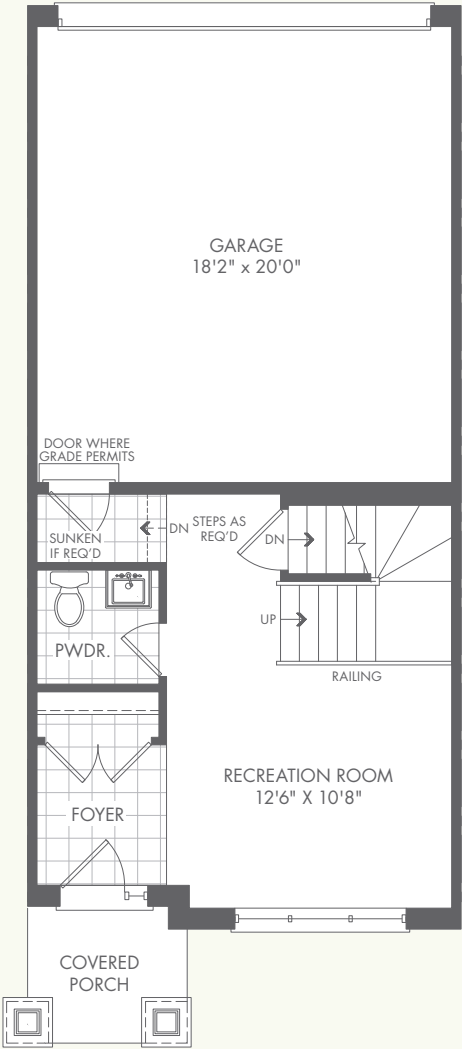 GARAGE
18'2" x 20'0"
DOOR WHERE
GRADE PERMITS
SUNKEN
IF REQ'D
DN
STEPS AS
REQ'D
DN
PWDR.
UP
RAILING
RECREATION ROOM
12'6" X 10'8"
FOYER
COVERED
PORCH